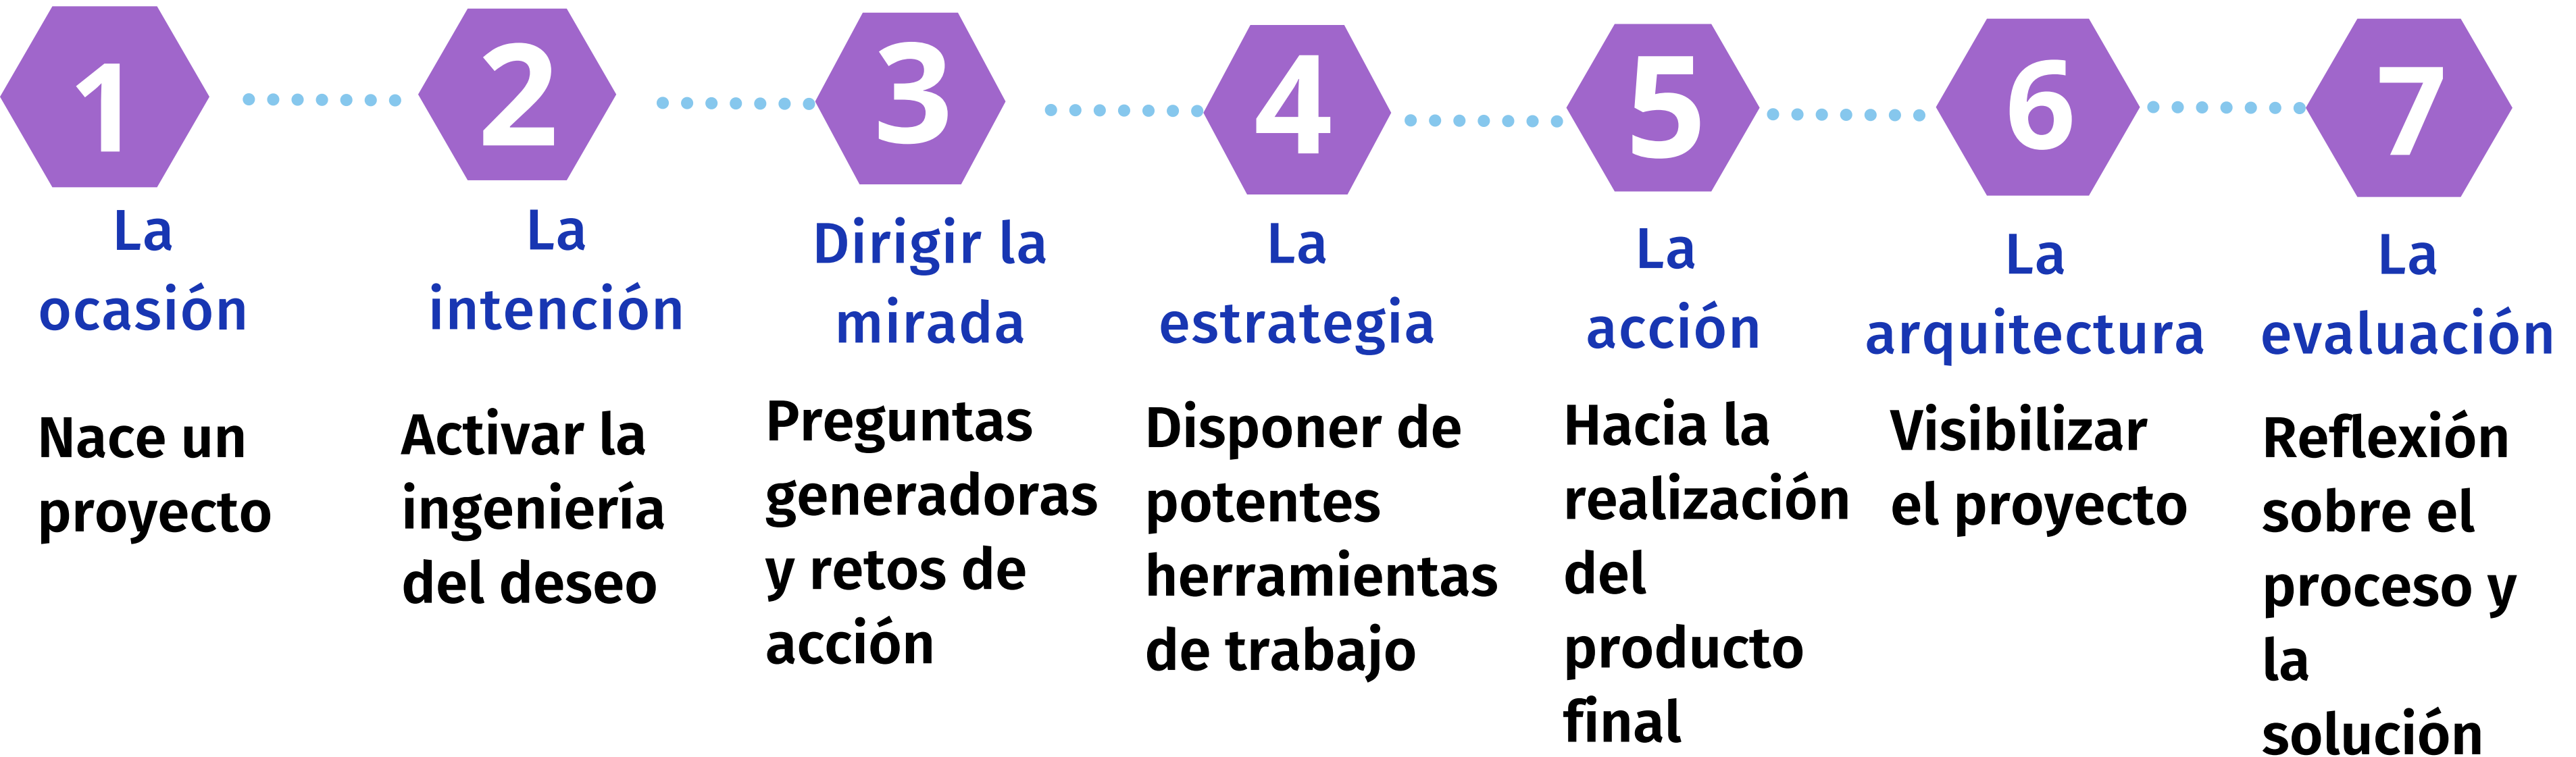 1
La
ocasión
Nace un
proyecto
2
La
intención
Activar la
ingeniería
del deseo
3
Dirigir la
mirada
Preguntas
generadoras
y retos de
acción
4
La
estrategia
Disponer de
potentes
herramientas
de trabajo
5
La
acción
Hacia la
realización
del
producto
final
6
La
arquitectura
Visibilizar
el proyecto
7
La
evaluación
Reflexión
sobre el
proceso y
la
solución